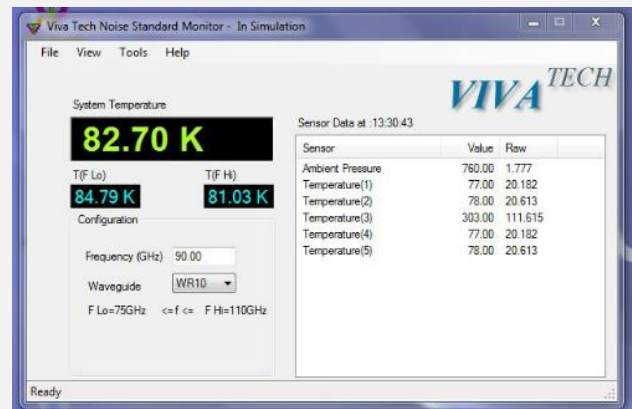 Viva Tech Noise Standard Monitor - In Simulation
File View Tools Help
VIVA TECH
System Temperature
82.70 K
T(F Lo) T(F Hi)
84.79 K 81.03 K
Configuration
Frequency (GHz) 90.00
Waveguide WR10
F Lo=75GHz <=f <= F Hi=110GHz
Sensor Data at :13:30:43
Sensor Value Raw
Ambient Pressure 760.00 1.777
Temperature(1) 77.00 20.182
Temperature(2) 78.00 20.613
Temperature(3) 303.00 111.615
Temperature(4) 77.00 20.182
Temperature(5) 78.00 20.613
Ready